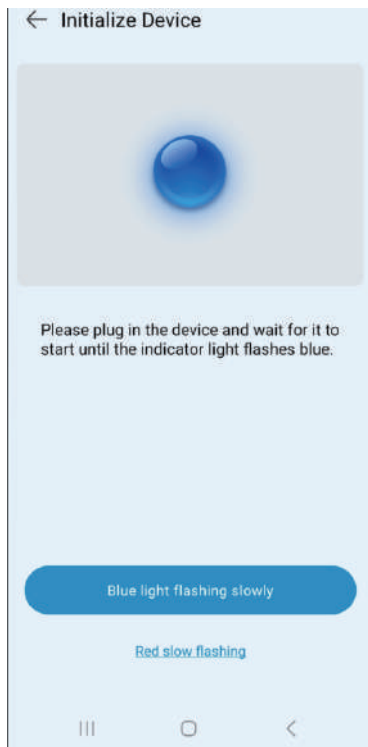 Initialize Device
Please plug in the device and wait for it to
start until the indicator light flashes blue.
Blue light flashing slowly
Red slow flashing